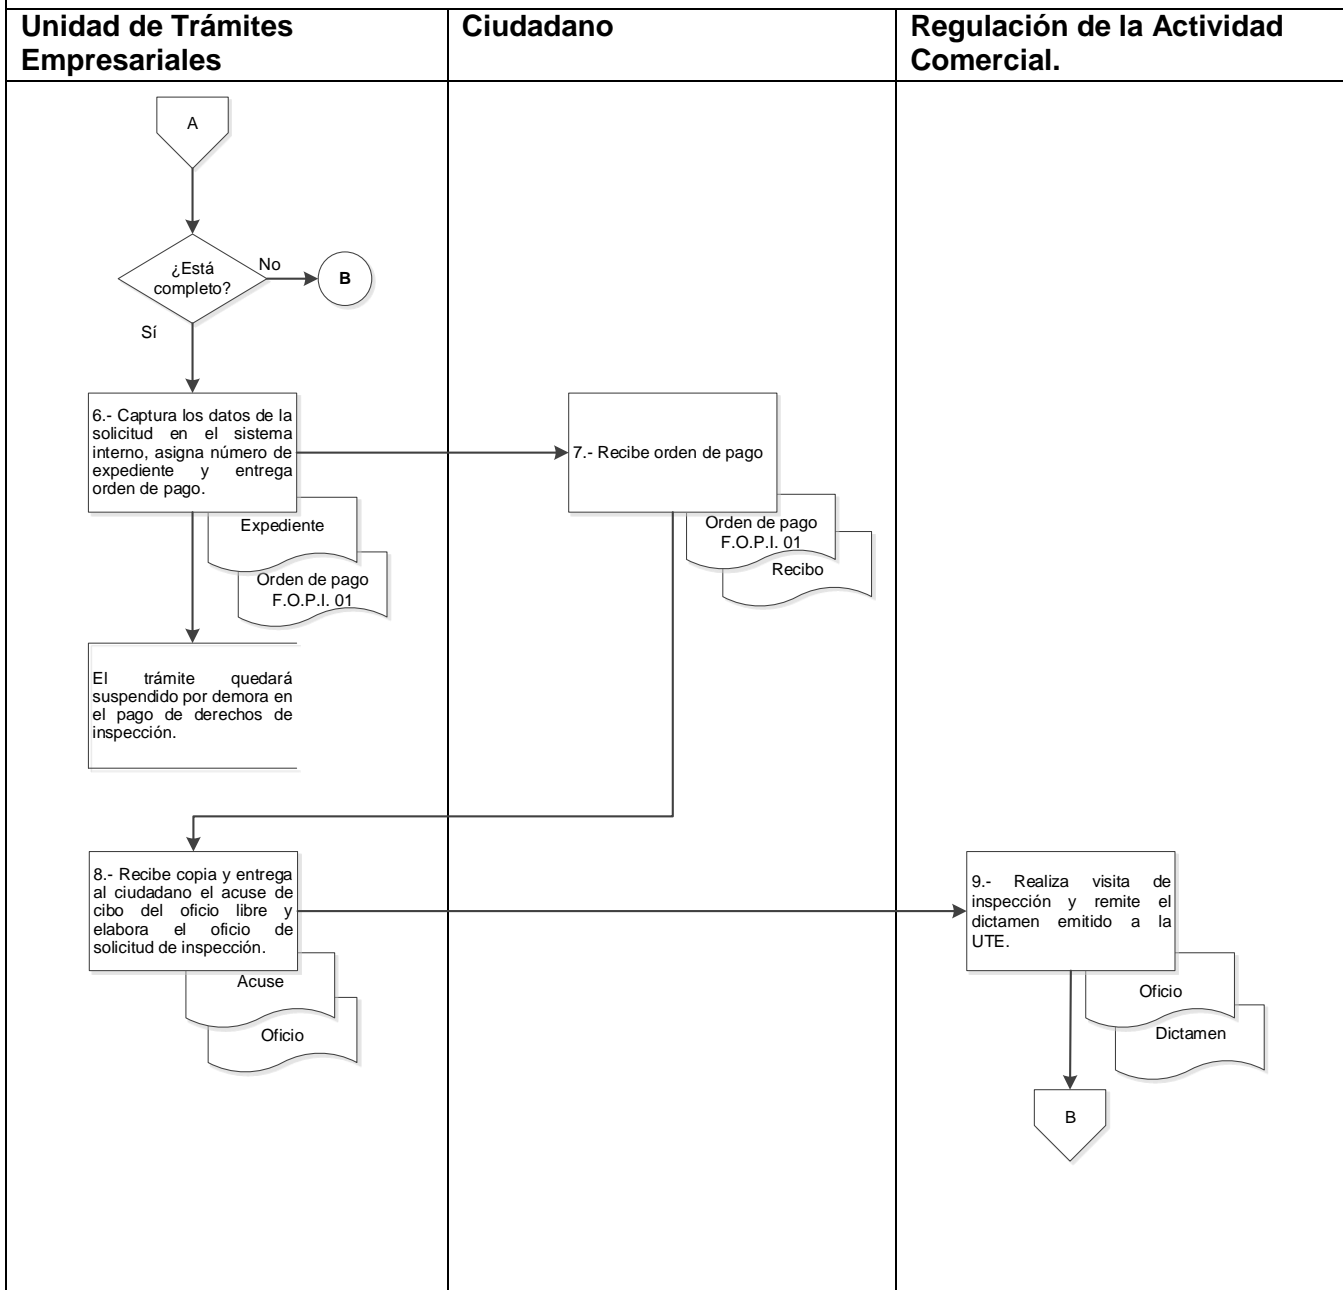 Unidad de Trámites
Empresariales
Ciudadano
Regulación de la Actividad
Comercial.
A
¿Está
completo?
No
B
Sí
6.- Captura los datos de la
solicitud en el sistema
interno, asigna número de
expediente y entrega
orden de pago.
Expediente
Orden de pago
F.O.P.I. 01
7.- Recibe orden de pago
Orden de pago
F.O.P.I. 01
Recibo
El trámite quedará
suspendido por demora en
el pago de derechos de
inspección.
8.- Recibe copia y entrega
al ciudadano el acuse de
cibo del oficio libre y
elabora el oficio de
solicitud de inspección.
Acuse
Oficio
9.- Realiza visita de
inspección y remite el
dictamen emitido a la
UTE.
Oficio
Dictamen
B